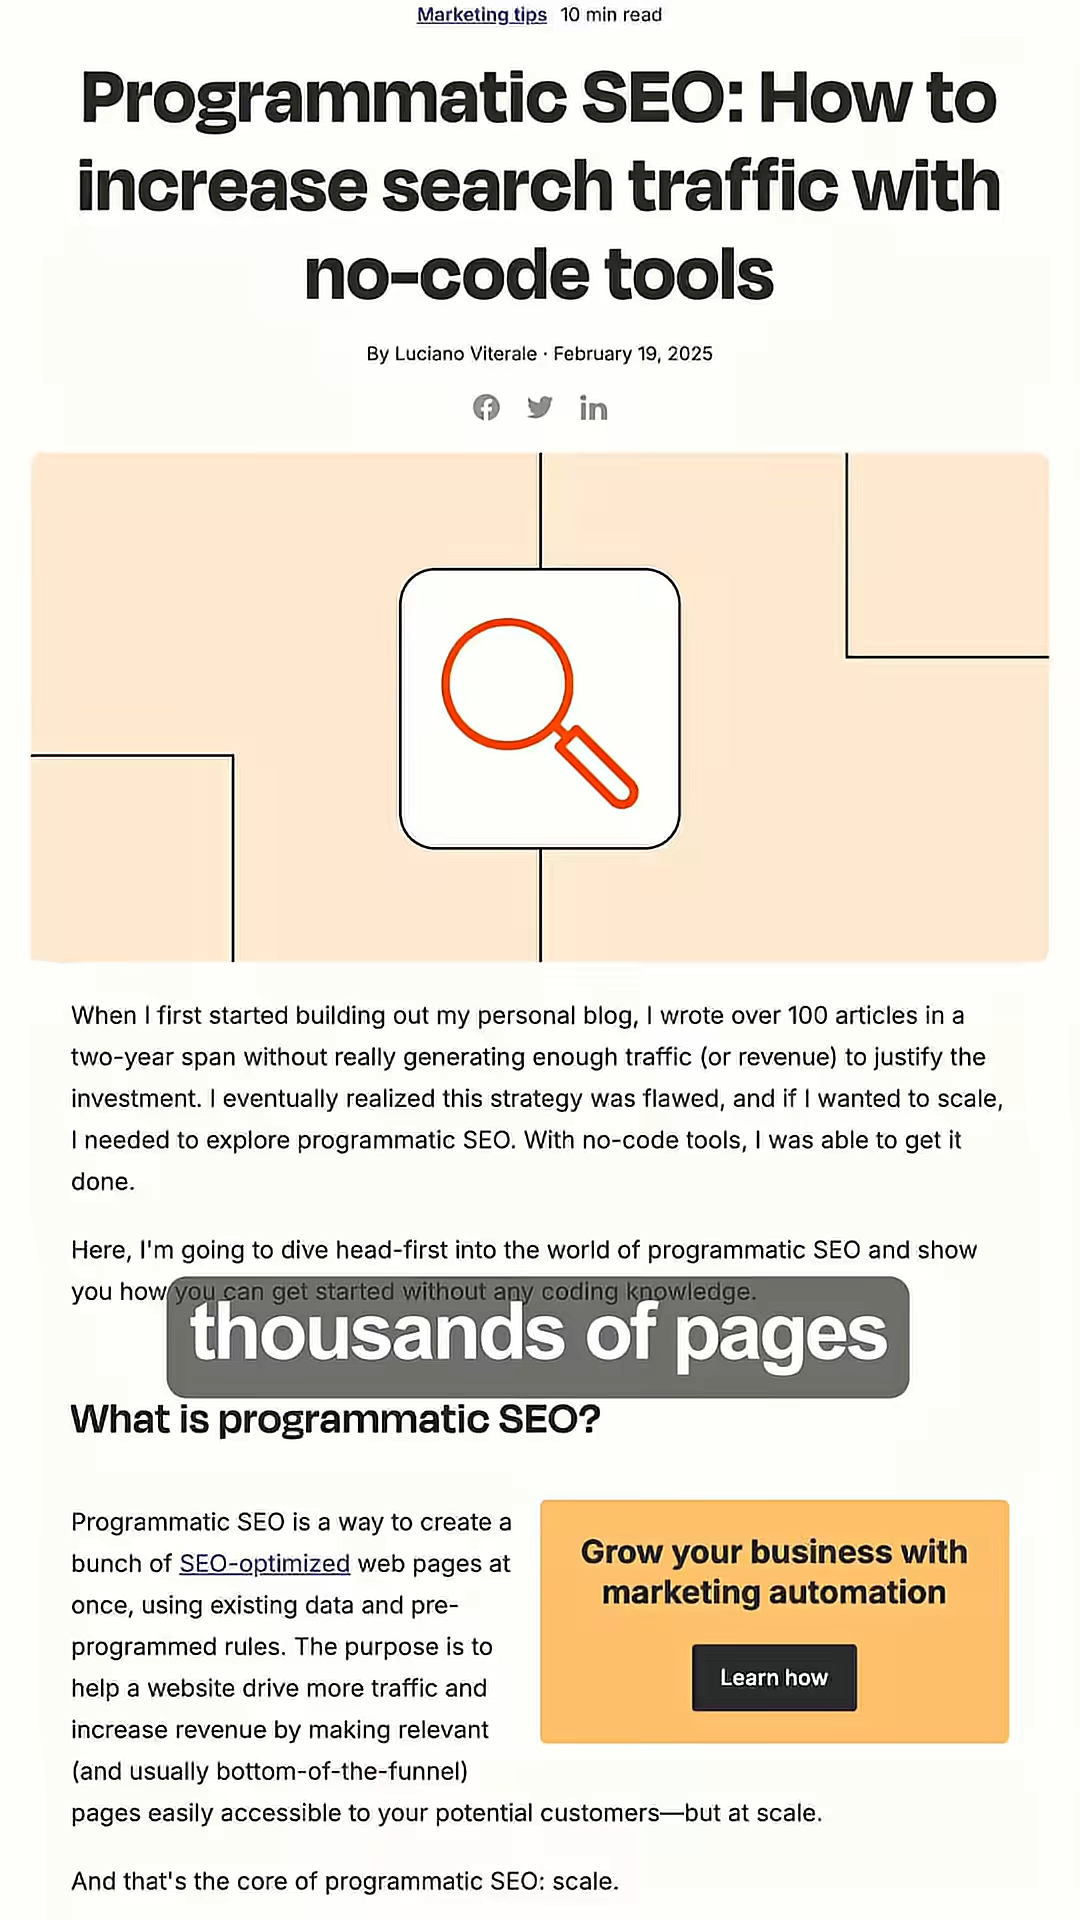 Marketing tips 10 min read
Programmatic SEO: How to
increase search traffic with
no-code tools
By Luciano Viterale · February 19, 2025
When I first started building out my personal blog, I wrote over 100 articles in a
two-year span without really generating enough traffic (or revenue) to justify the
investment. I eventually realized this strategy was flawed, and if I wanted to scale,
I needed to explore programmatic SEO. With no-code tools, I was able to get it
done.
Here, I'm going to dive head-first into the world of programmatic SEO and show
you how you can get started without any coding knowledge.
thousands of pages
What is programmatic SEO?
Programmatic SEO is a way to create a
bunch of SEO-optimized web pages at
once, using existing data and pre-
programmed rules. The purpose is to
help a website drive more traffic and
increase revenue by making relevant
(and usually bottom-of-the-funnel)
pages easily accessible to your potential customers—but at scale.
Grow your business with
marketing automation
Learn how
And that's the core of programmatic SEO: scale.